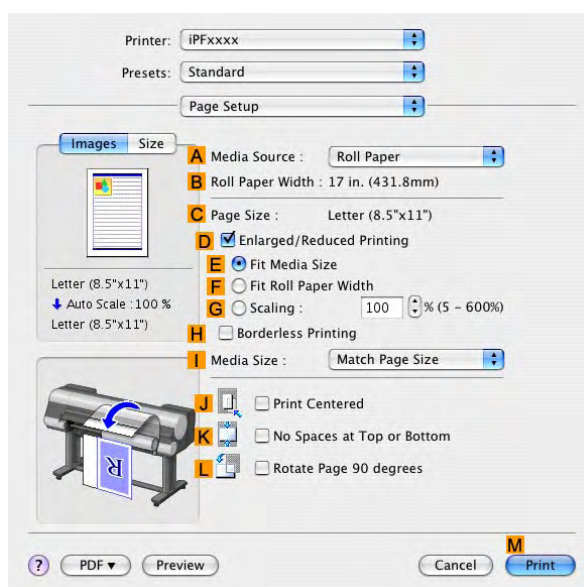 Printer: iPFxxxx
Presets: Standard
Page Setup
Images Size
A Media Source : Roll Paper
B Roll Paper Width : 17 in. (431.8mm)
C Page Size : Letter (8.5"x11")
D Enlarged/Reduced Printing
E Fit Media Size
F Fit Roll Paper Width
G Scaling : 100 % (5 - 600%)
H Borderless Printing
I Media Size : Match Page Size
J Print Centered
K No Spaces at Top or Bottom
L Rotate Page 90 degrees
Letter (8.5"x11")
Auto Scale :100 %
Letter (8.5"x11")
R
M
? PDF Preview Cancel Print